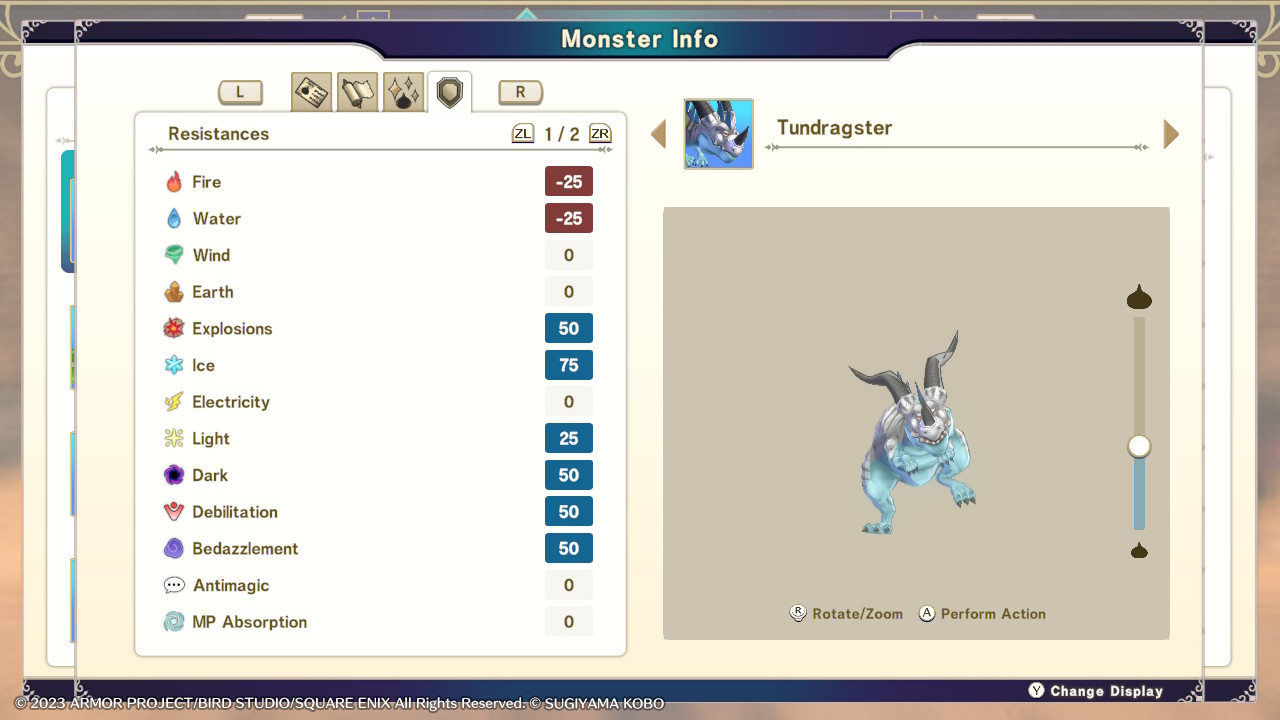 Monster Info
L
R
Resistances ZL 1 / 2 ZR
Fire -25
Water -25
Wind 0
Earth 0
Explosions 50
Ice 75
Electricity 0
Light 25
Dark 50
Debilitation 50
Bedazzlement 50
Antimagic 0
MP Absorption 0
Tundragster
R Rotate/Zoom A Perform Action
Y Change Display
© 2023 ARMOR PROJECT/BIRD STUDIO/SQUARE ENIX All Rights Reserved. © SUGIYAMA KOBO